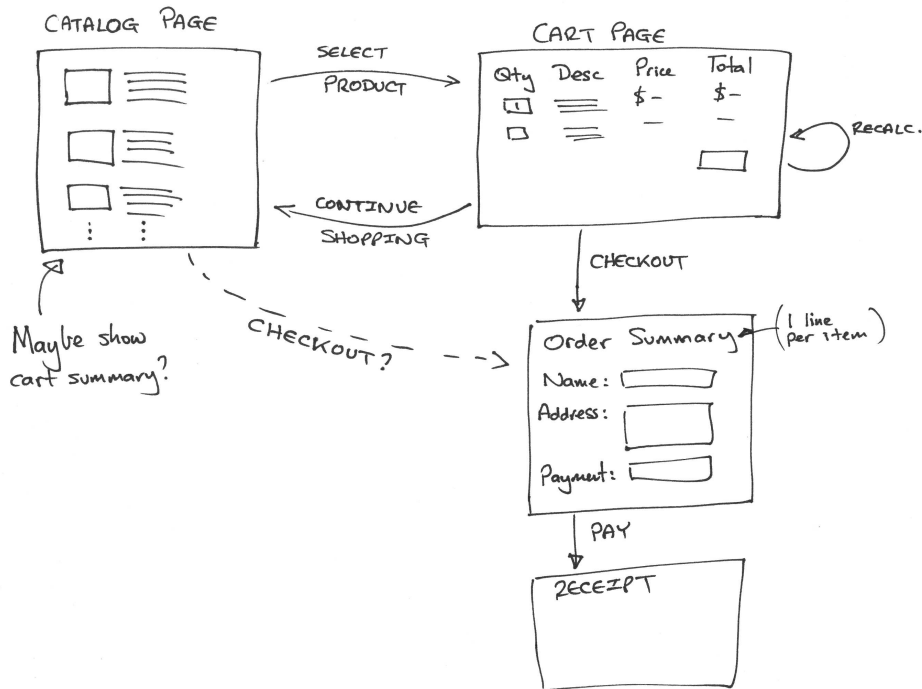 CATALOG PAGE
SELECT
PRODUCT
CONTINUE
SHOPPING
Maybe show
cart summary?
CHECKOUT?
CART PAGE
Qty Desc Price Total
1 $- $-
RECALC.
CHECKOUT
Order Summary
(1 line
per item)
Name:
Address:
Payment:
PAY
RECEIPT